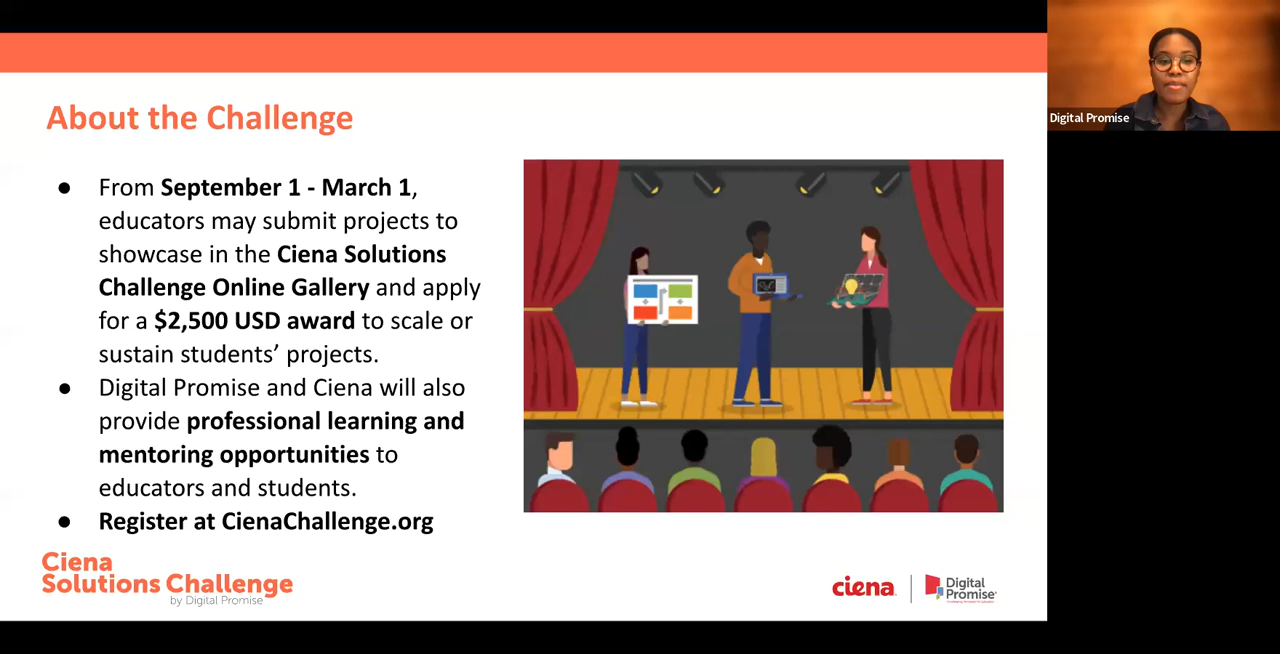 About the Challenge
● From September 1 - March 1,
educators may submit projects to
showcase in the Ciena Solutions
Challenge Online Gallery and apply
for a $2,500 USD award to scale or
sustain students’ projects.
● Digital Promise and Ciena will also
provide professional learning and
mentoring opportunities to
educators and students.
● Register at CienaChallenge.org
Ciena
Solutions Challenge
by Digital Promise
ciena
Digital
Promise
Digital Promise